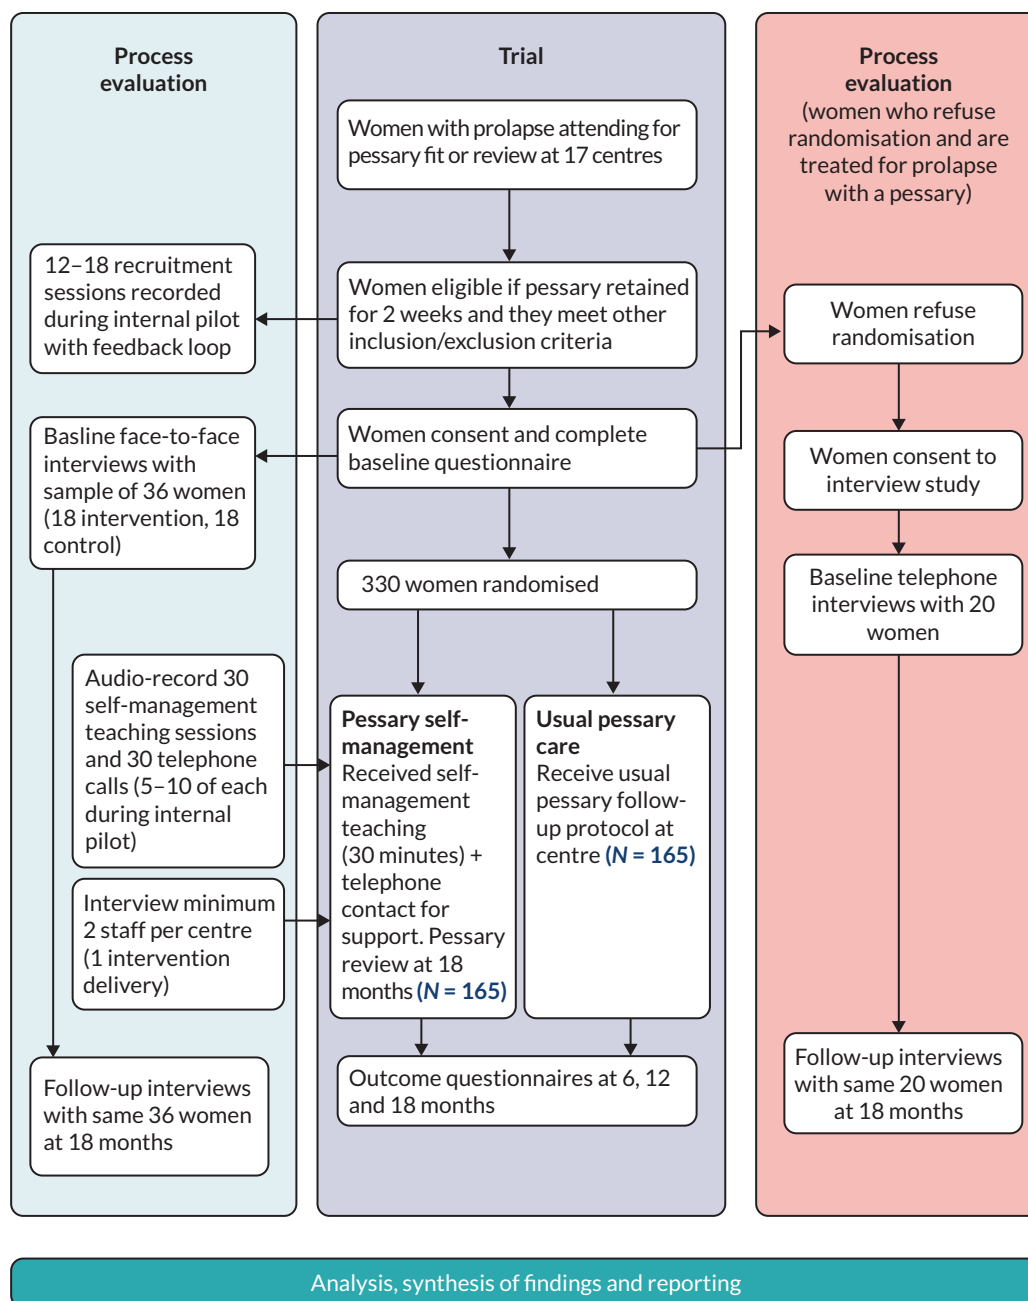 Process
evaluation
12–18 recruitment
sessions recorded
during internal pilot
with feedback loop
Basline face-to-face
interviews with
sample of 36 women
(18 intervention, 18
control)
Audio-record 30
self-management
teaching sessions
and 30 telephone
calls (5–10 of each
during internal
pilot)
Interview minimum
2 staff per centre
(1 intervention
delivery)
Follow-up interviews
with same 36 women
at 18 months
Trial
Women with prolapse attending for
pessary fit or review at 17 centres
Women eligible if pessary retained
for 2 weeks and they meet other
inclusion/exclusion criteria
Women consent and complete
baseline questionnaire
330 women randomised
Pessary self-
management
Received self-
management
teaching
(30 minutes) +
telephone
contact for
support. Pessary
review at 18
months (N = 165)
Usual pessary
care
Receive usual
pessary follow-
up protocol at
centre (N = 165)
Outcome questionnaires at 6, 12
and 18 months
Process
evaluation
(women who refuse
randomisation and are
treated for prolapse
with a pessary)
Women refuse
randomisation
Women consent to
interview study
Baseline telephone
interviews with 20
women
Follow-up interviews
with same 20 women
at 18 months
Analysis, synthesis of findings and reporting